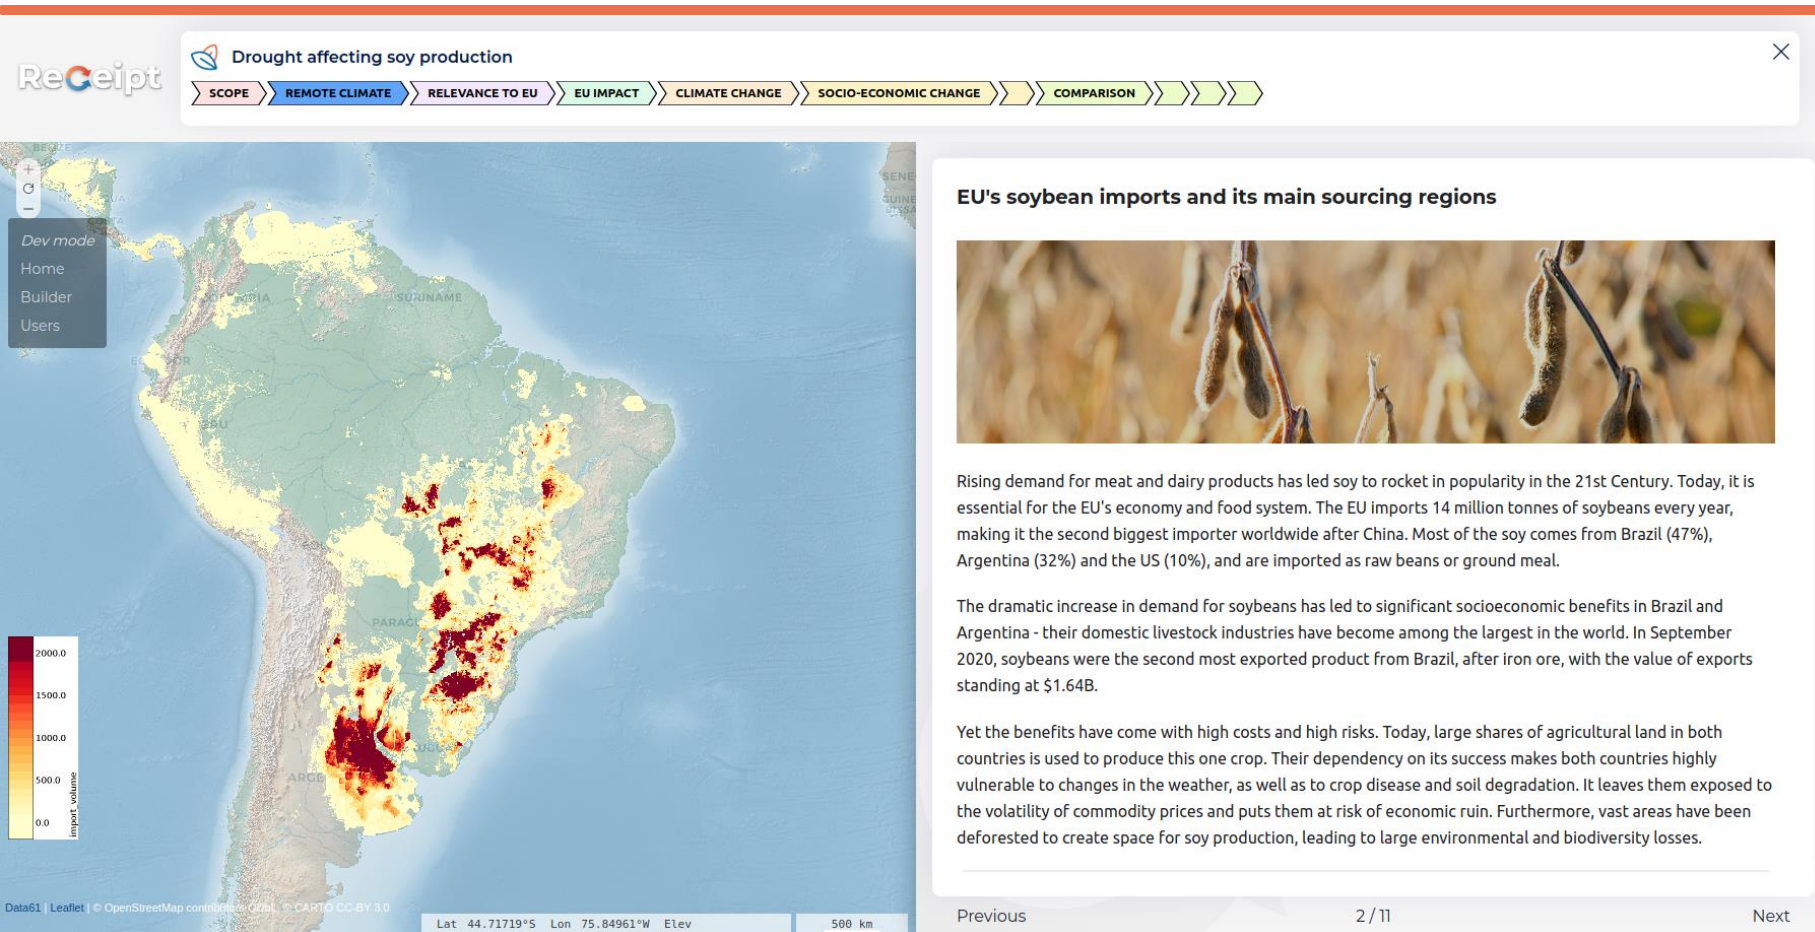 Receipt
Drought affecting soy production
SCOPE
REMOTE CLIMATE
RELEVANCE TO EU
EU IMPACT
CLIMATE CHANGE
SOCIO-ECONOMIC CHANGE
COMPARISON
BELIZE
+
−
Dev mode
Home
Builder
Users
SURINAME
PARAGU
2000.0
1500.0
1000.0
500.0
0.0
import_volume
Data61 | Leaflet | © OpenStreetMap contributors ODbL, © CARTO CC-BY 3.0
Lat 44.71719°S Lon 75.84961°W Elev
500 km
EU's soybean imports and its main sourcing regions
Rising demand for meat and dairy products has led soy to rocket in popularity in the 21st Century. Today, it is
essential for the EU's economy and food system. The EU imports 14 million tonnes of soybeans every year,
making it the second biggest importer worldwide after China. Most of the soy comes from Brazil (47%),
Argentina (32%) and the US (10%), and are imported as raw beans or ground meal.
The dramatic increase in demand for soybeans has led to significant socioeconomic benefits in Brazil and
Argentina - their domestic livestock industries have become among the largest in the world. In September
2020, soybeans were the second most exported product from Brazil, after iron ore, with the value of exports
standing at $1.64B.
Yet the benefits have come with high costs and high risks. Today, large shares of agricultural land in both
countries is used to produce this one crop. Their dependency on its success makes both countries highly
vulnerable to changes in the weather, as well as to crop disease and soil degradation. It leaves them exposed to
the volatility of commodity prices and puts them at risk of economic ruin. Furthermore, vast areas have been
deforested to create space for soy production, leading to large environmental and biodiversity losses.
Previous
2 / 11
Next